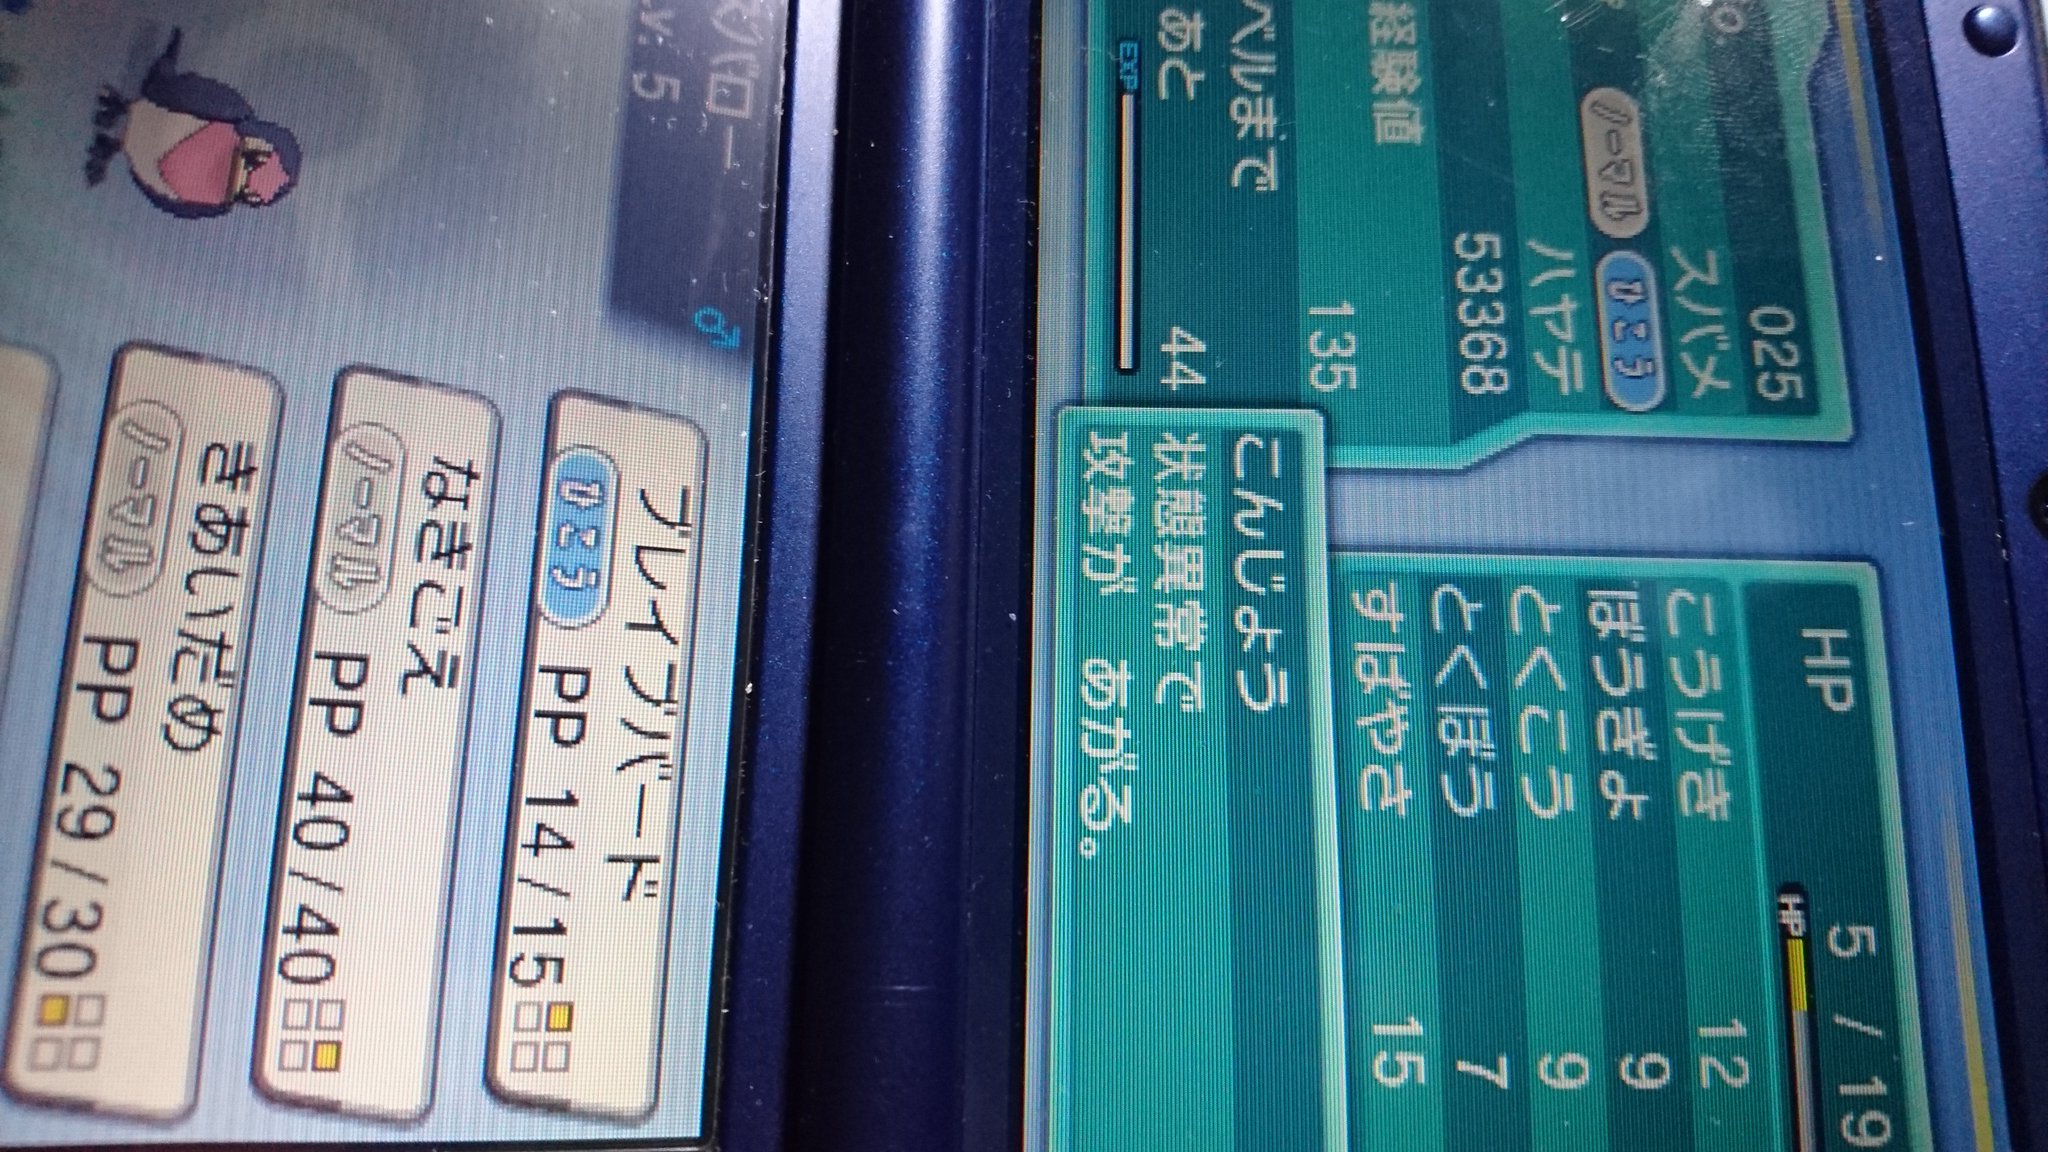 025
スバメ
ノーマル ひこう
ハヤテ
53368
経験値
135
ベルまで
あと 44
EXP
HP 5 / 19
HP
こうげき 12
ぼうぎょ 9
とくこう 9
とくぼう 7
すばやさ 15
こんじょう
状態異常で
攻撃が あがる。
スバロー ♂
v. 5
ブレイブバード
ひこう PP 14/15
なきごえ
ノーマル PP 40/40
きあいだめ
ノーマル PP 29/30